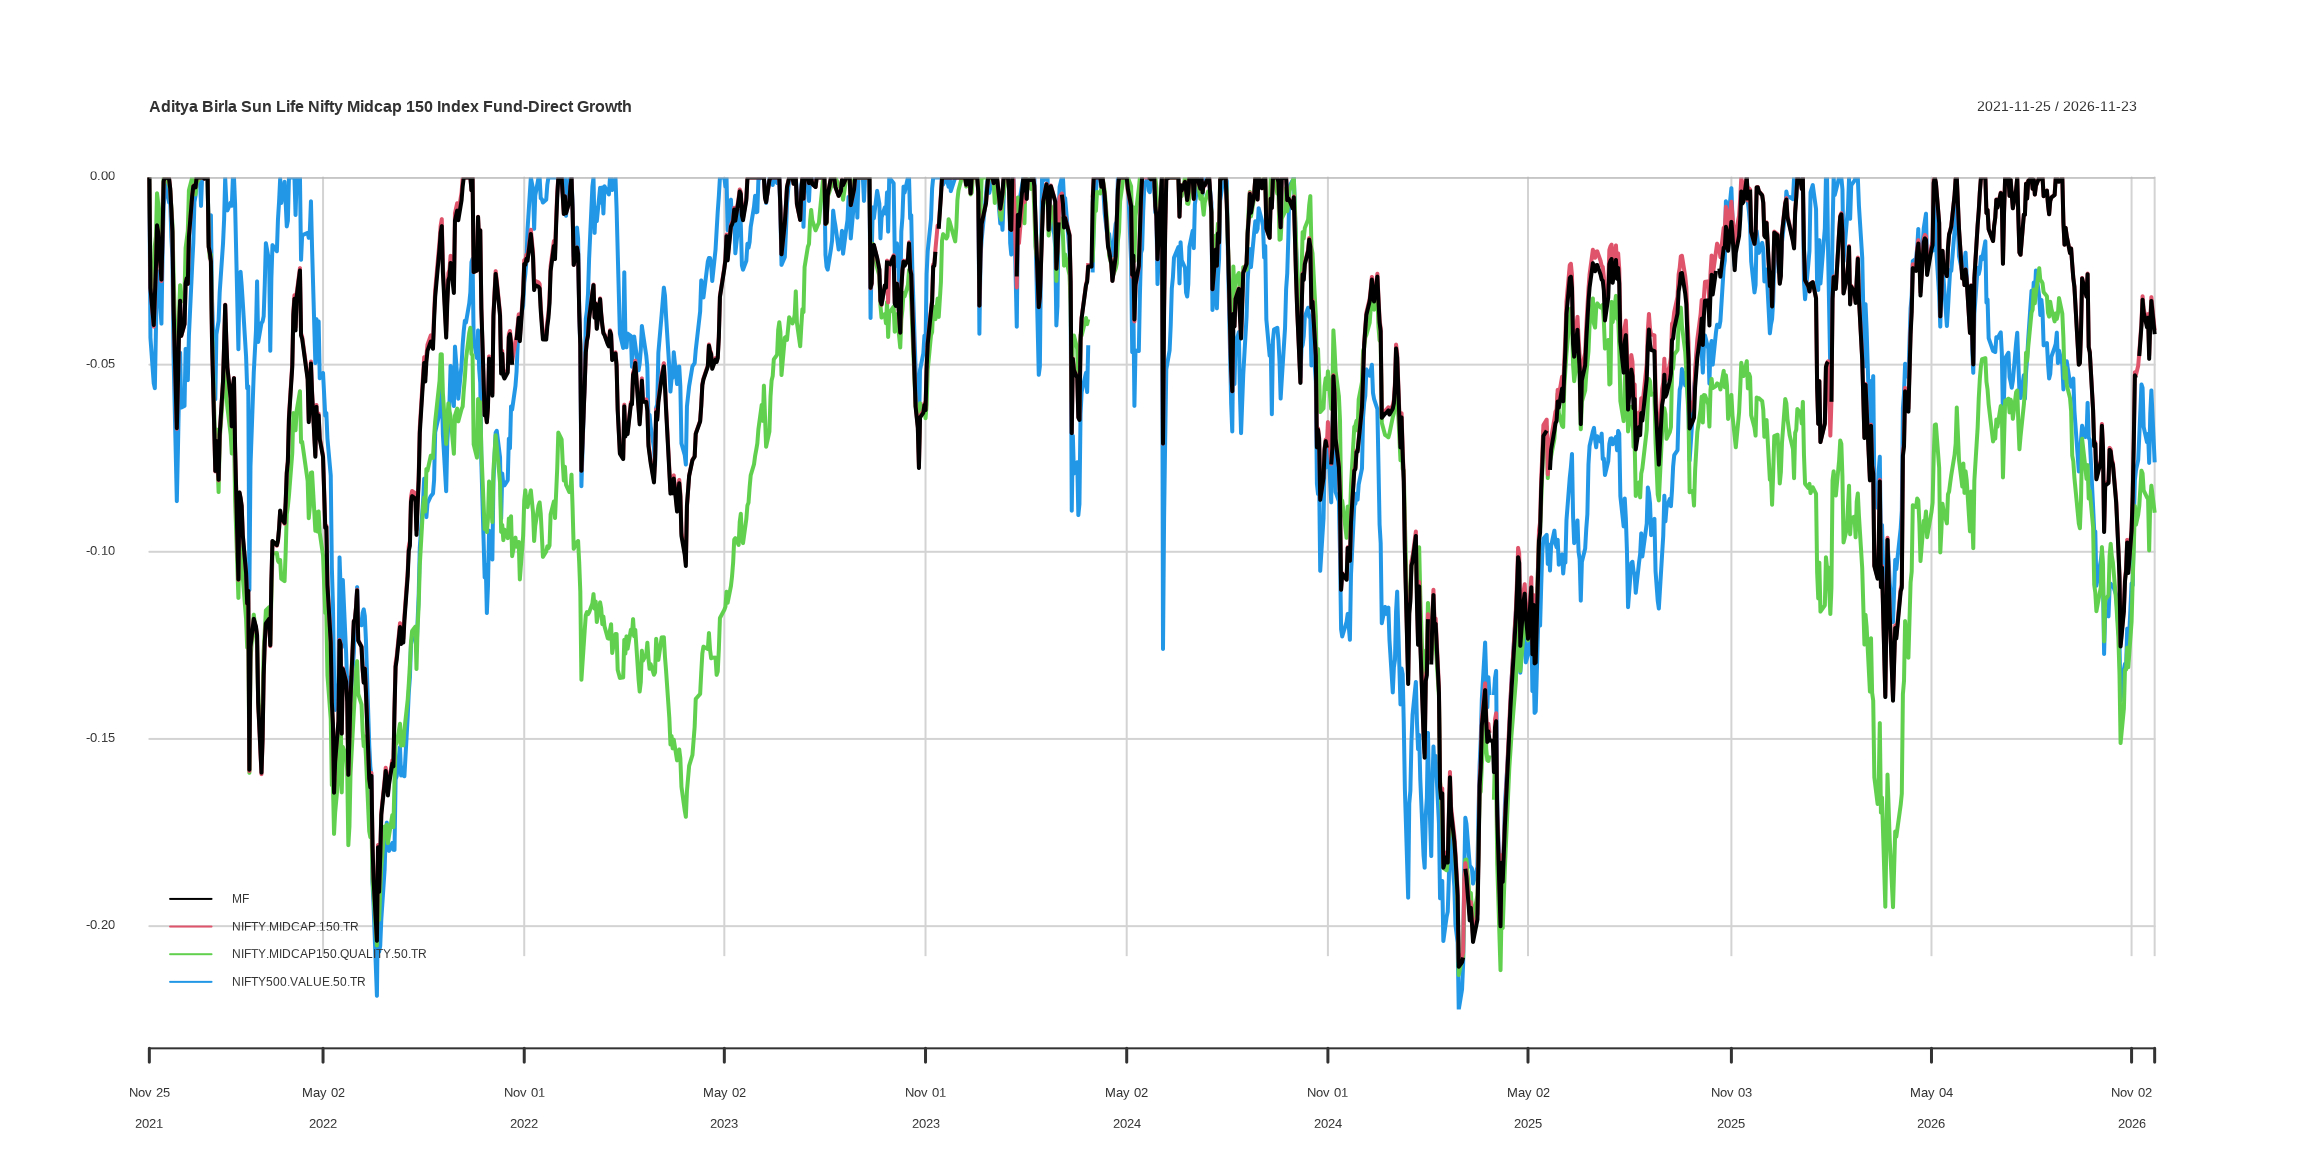 Aditya Birla Sun Life Nifty Midcap 150 Index Fund-Direct Growth
2021-11-25 / 2026-11-23
0.00
-0.05
-0.10
-0.15
-0.20
MF
NIFTY.MIDCAP.150.TR
NIFTY.MIDCAP150.QUALITY.50.TR
NIFTY500.VALUE.50.TR
Nov 25 May 02 Nov 01 May 02 Nov 01 May 02 Nov 01 May 02 Nov 03 May 04 Nov 02
2021 2022 2022 2023 2023 2024 2024 2025 2025 2026 2026